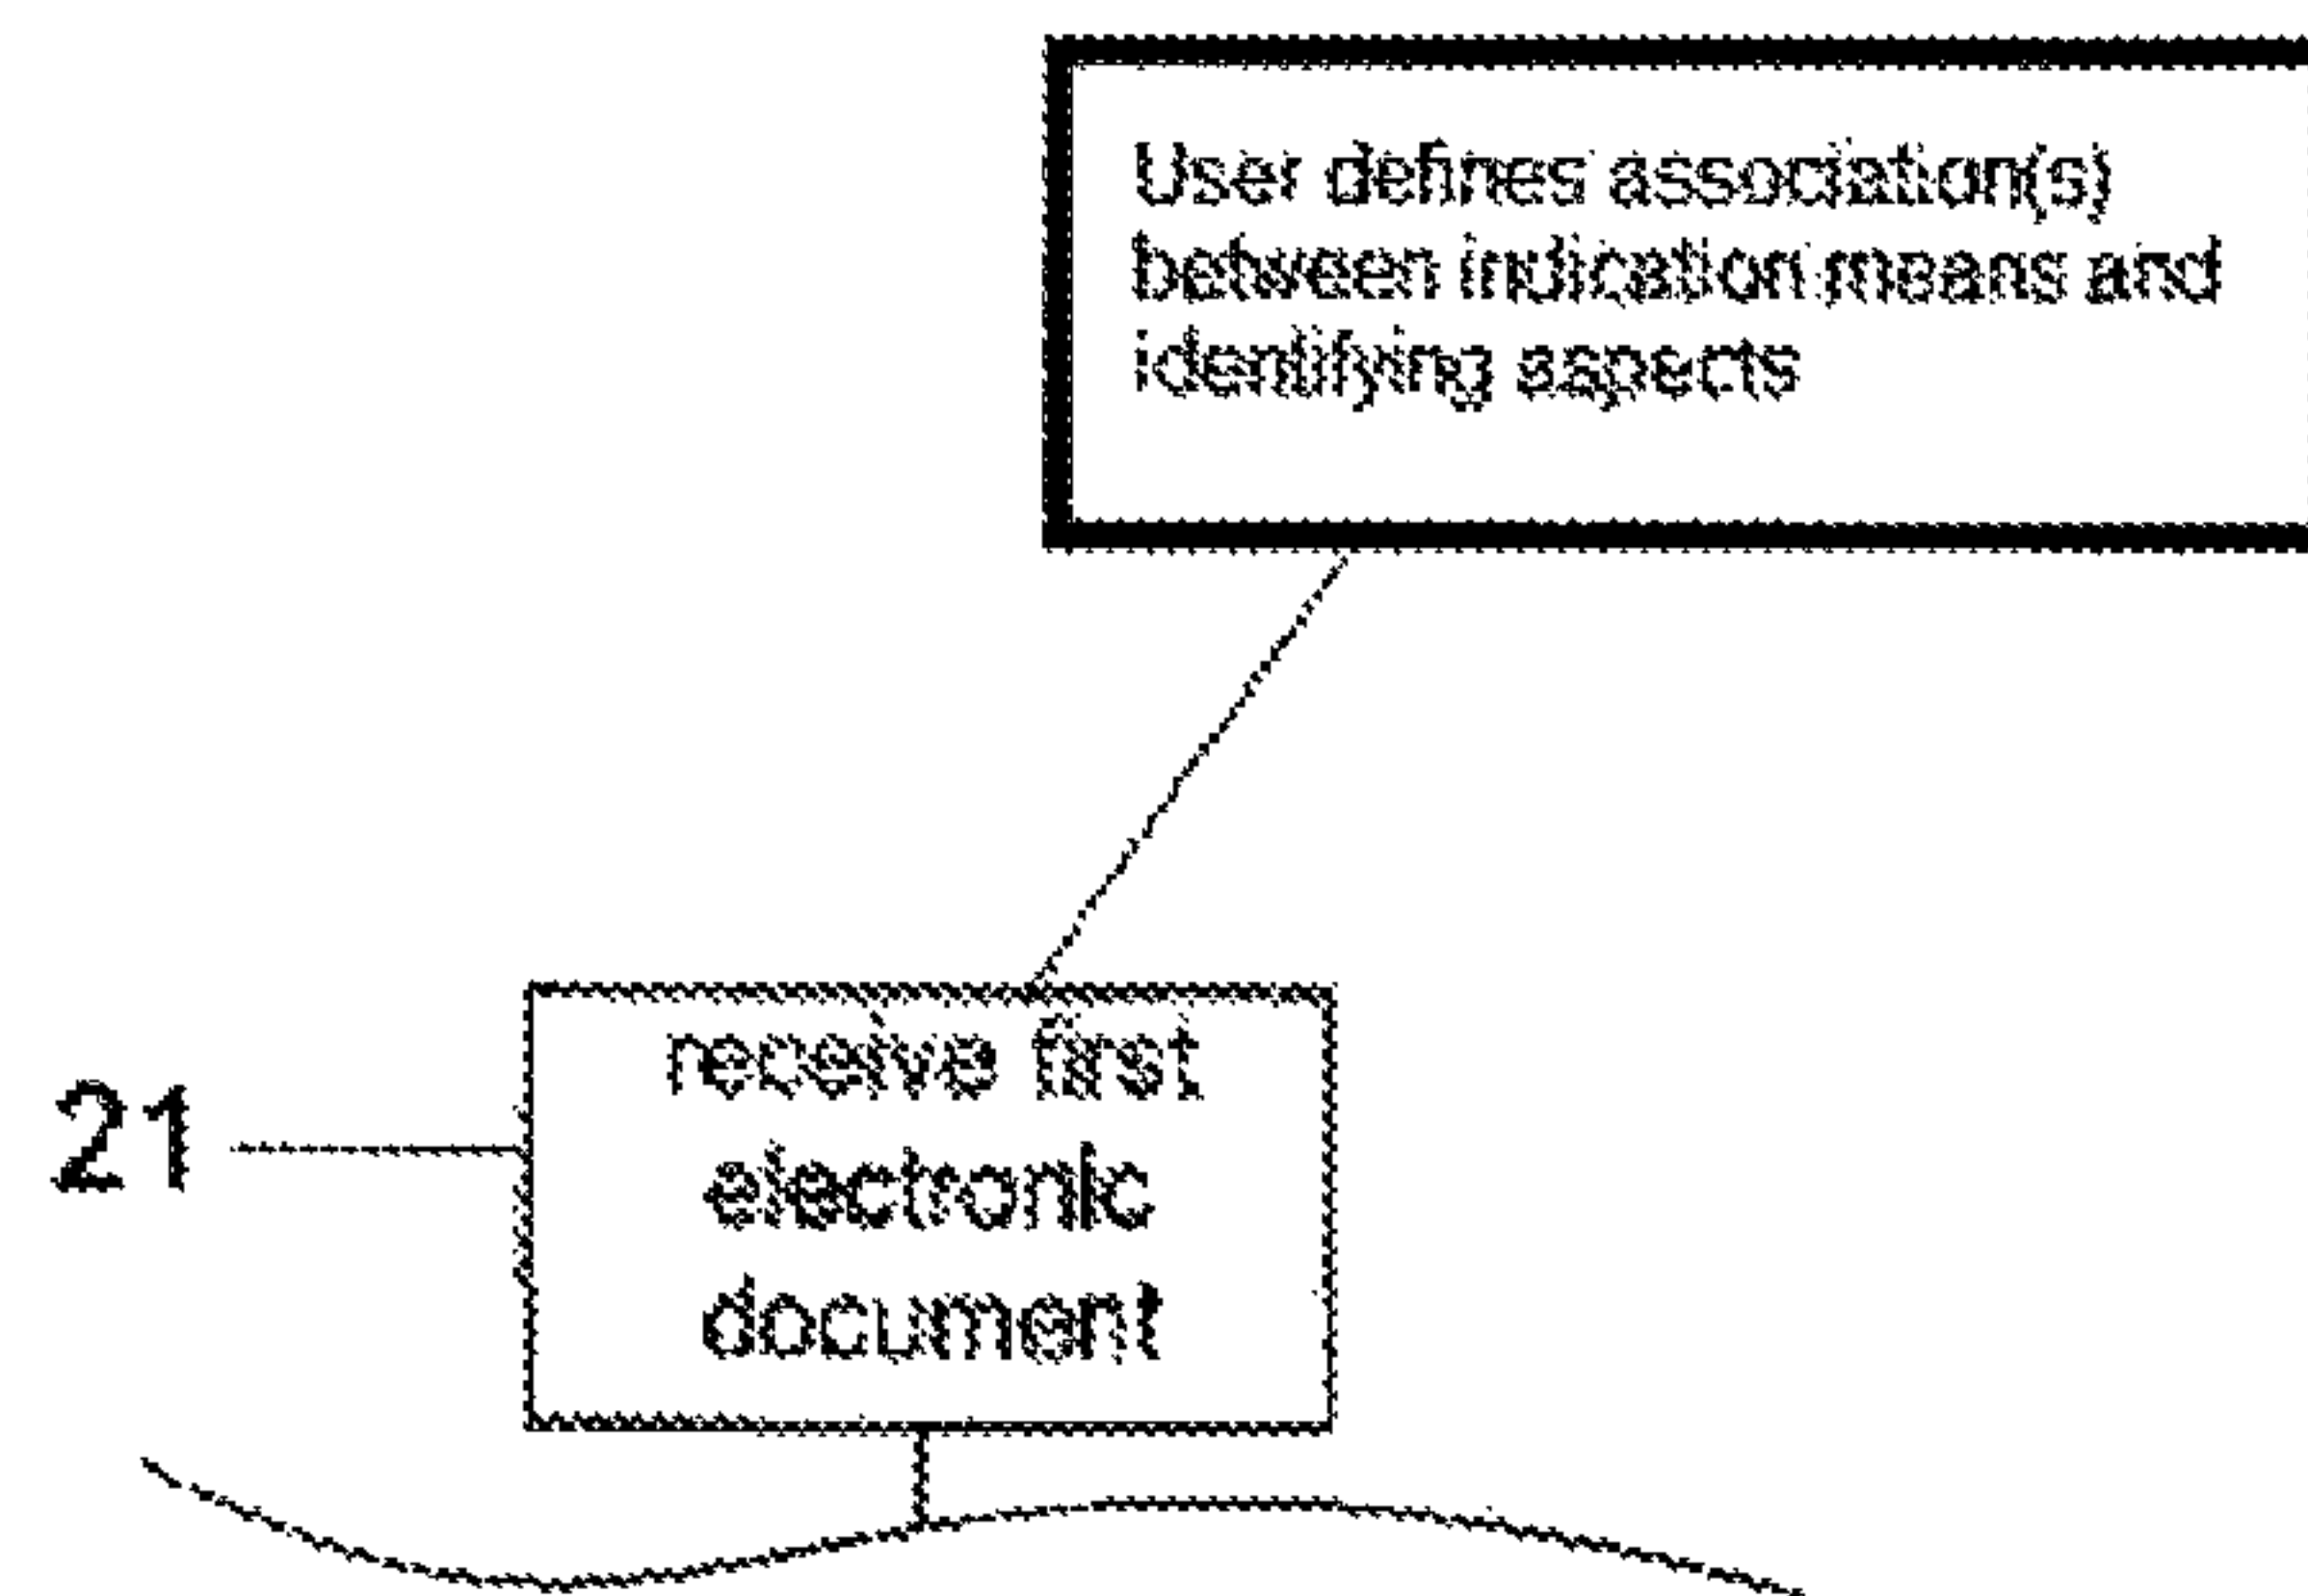 User defines association(s)
between indication means and
identifying aspects
receive first
electronic
document
21